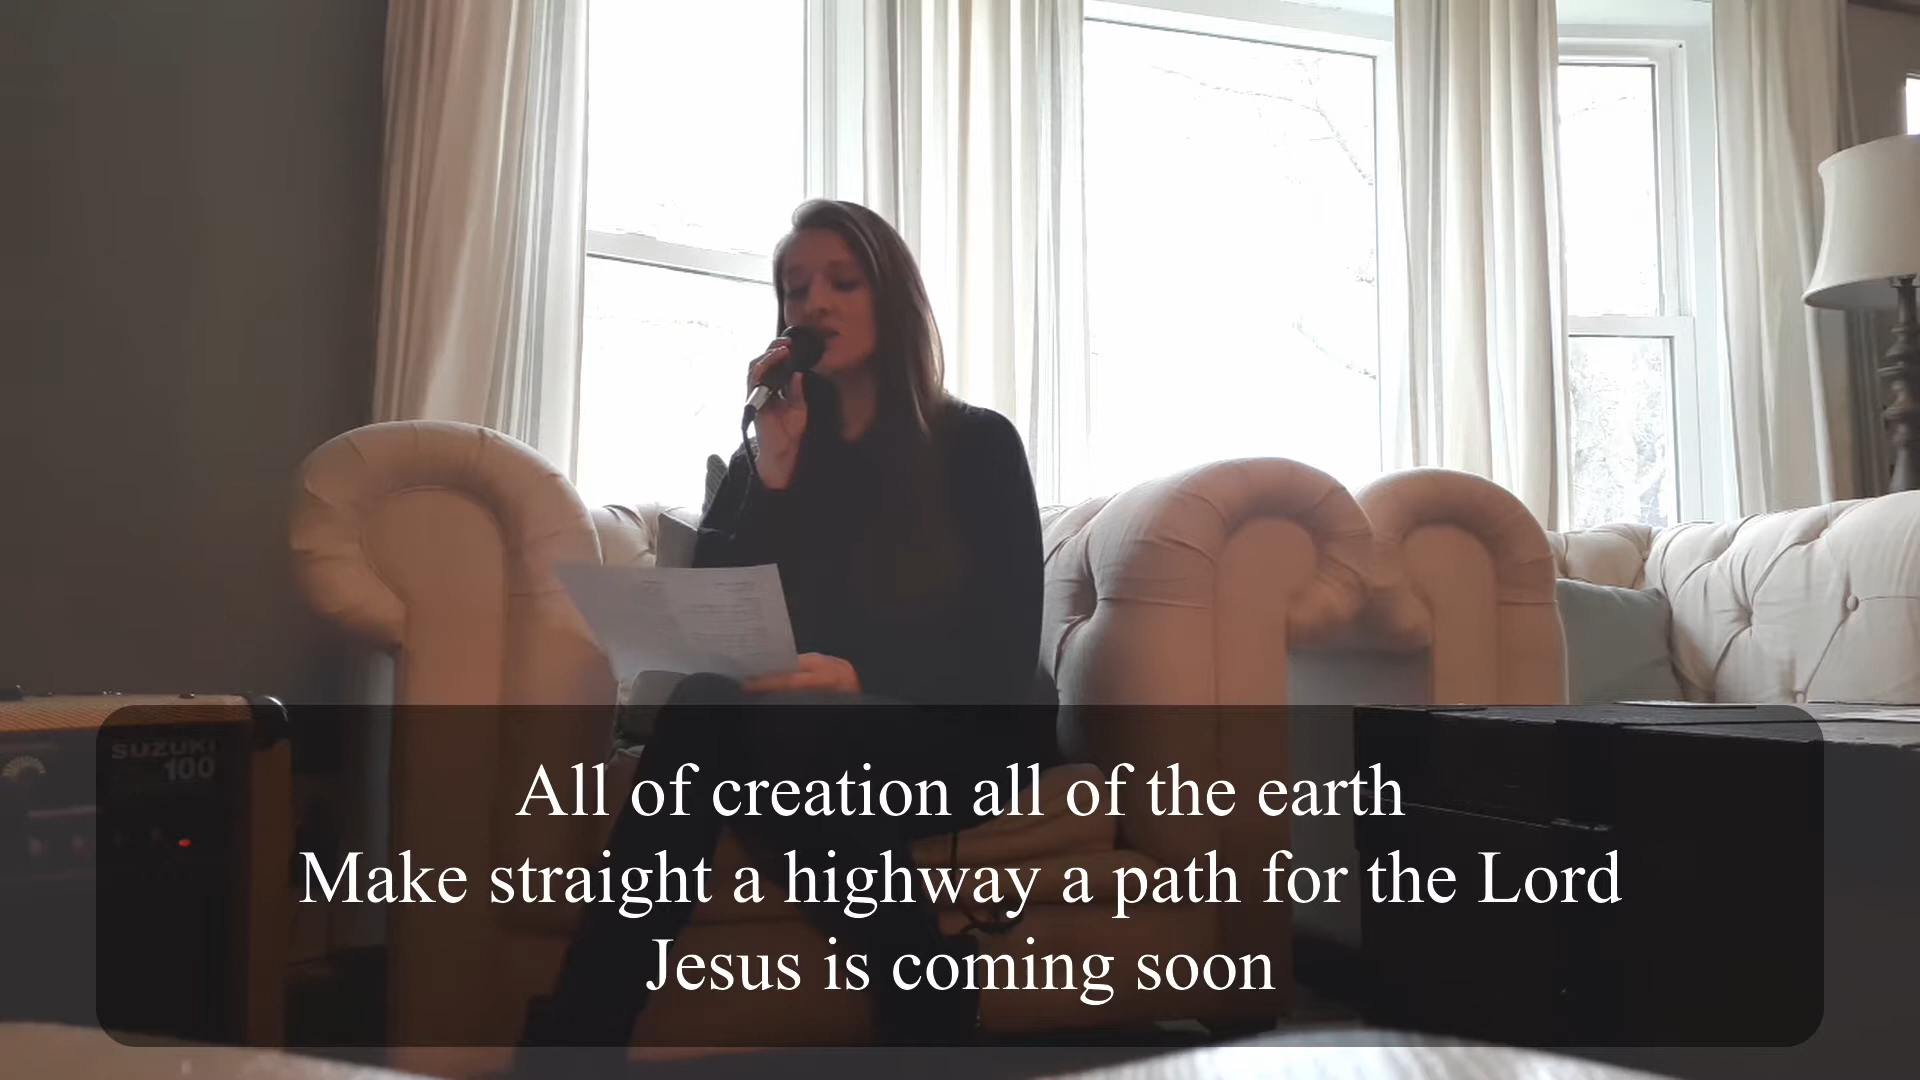 SUZUKI
100
All of creation all of the earth
Make straight a highway a path for the Lord
Jesus is coming soon